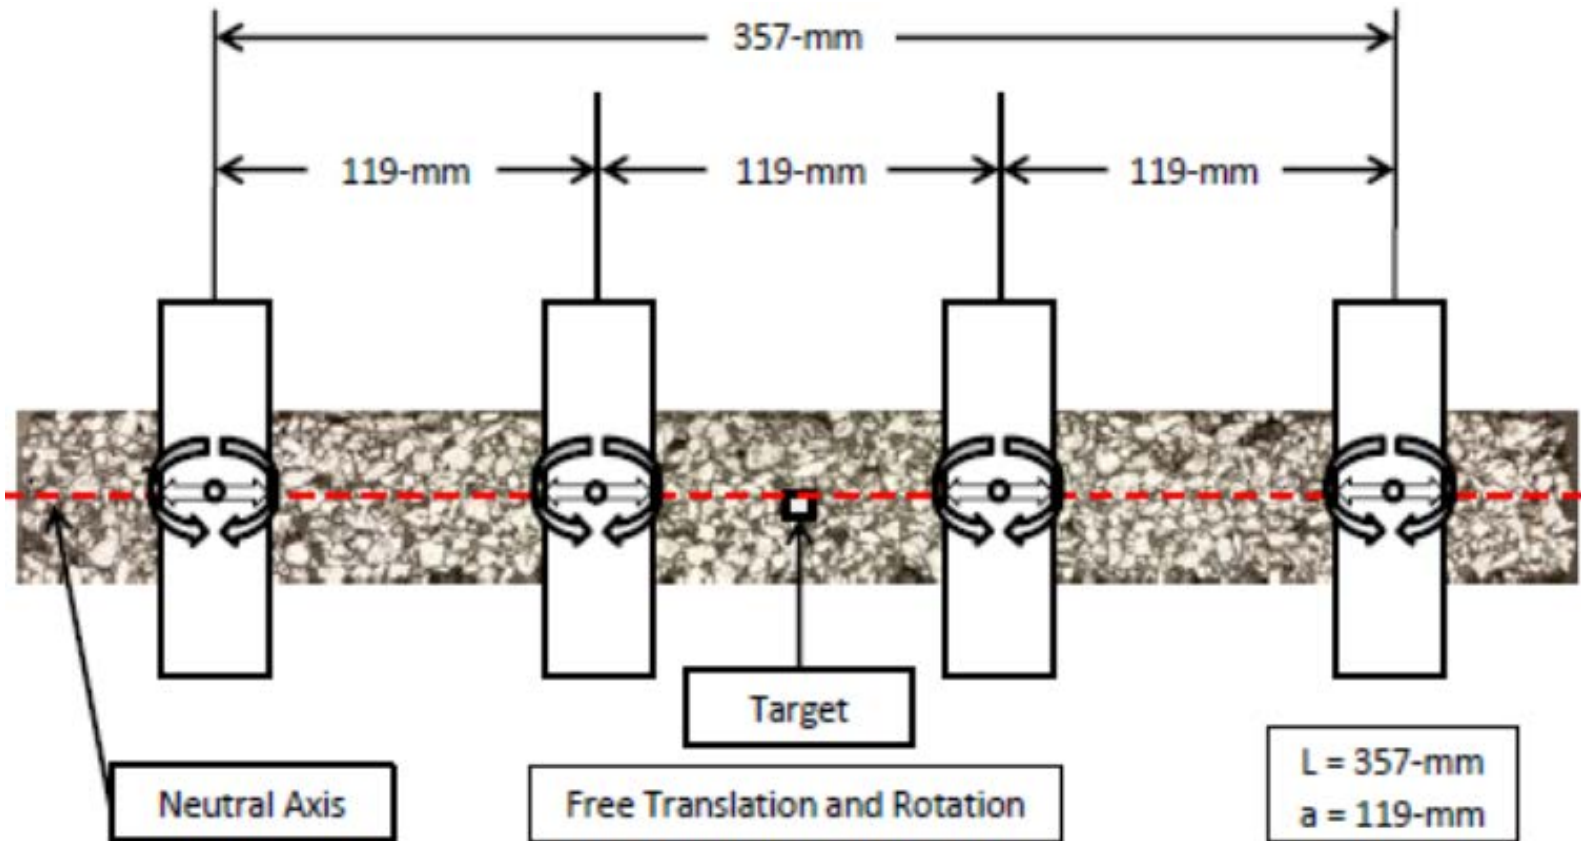 357-mm
119-mm 119-mm 119-mm
Target
Neutral Axis
Free Translation and Rotation
L = 357-mm
a = 119-mm